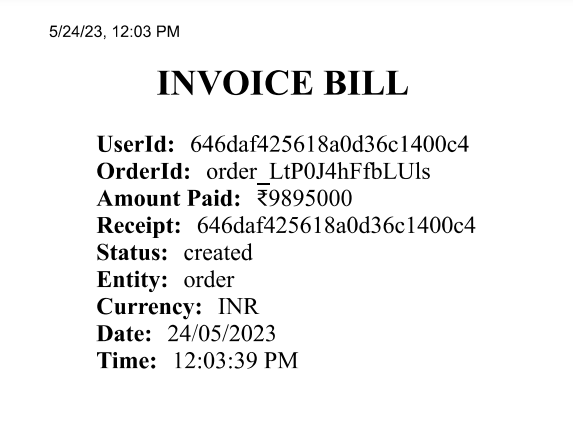 5/24/23, 12:03 PM
INVOICE BILL
UserId: 646daf425618a0d36c1400c4
OrderId: order_LtP0J4hFfbLUls
Amount Paid: ₹9895000
Receipt: 646daf425618a0d36c1400c4
Status: created
Entity: order
Currency: INR
Date: 24/05/2023
Time: 12:03:39 PM